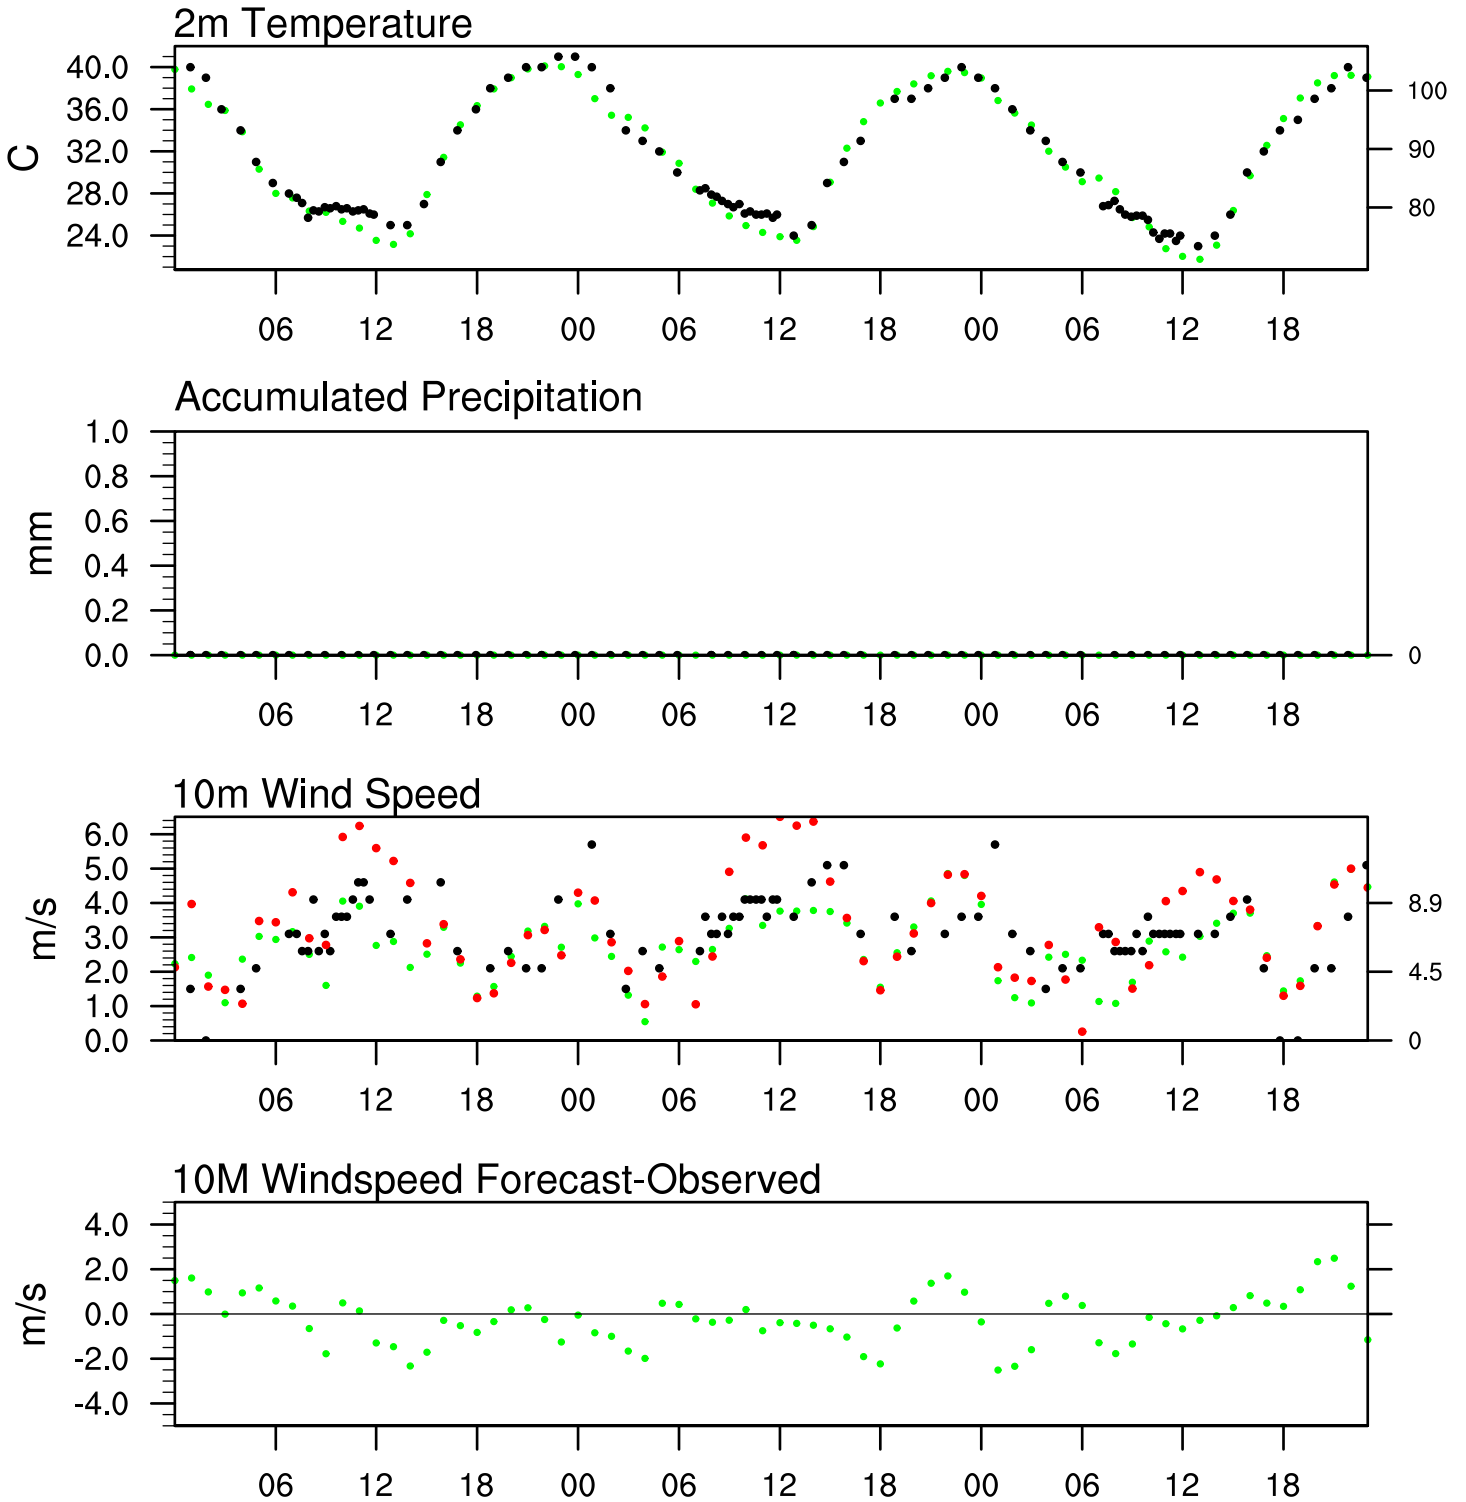 2m Temperature
40.0
36.0
32.0
28.0
24.0
C
100
90
80
06 12 18 00 06 12 18 00 06 12 18
Accumulated Precipitation
1.0
0.8
0.6
0.4
0.2
0.0
mm
0
06 12 18 00 06 12 18 00 06 12 18
10m Wind Speed
6.0
5.0
4.0
3.0
2.0
1.0
0.0
m/s
8.9
4.5
0
06 12 18 00 06 12 18 00 06 12 18
10M Windspeed Forecast-Observed
4.0
2.0
0.0
-2.0
-4.0
m/s
06 12 18 00 06 12 18 00 06 12 18